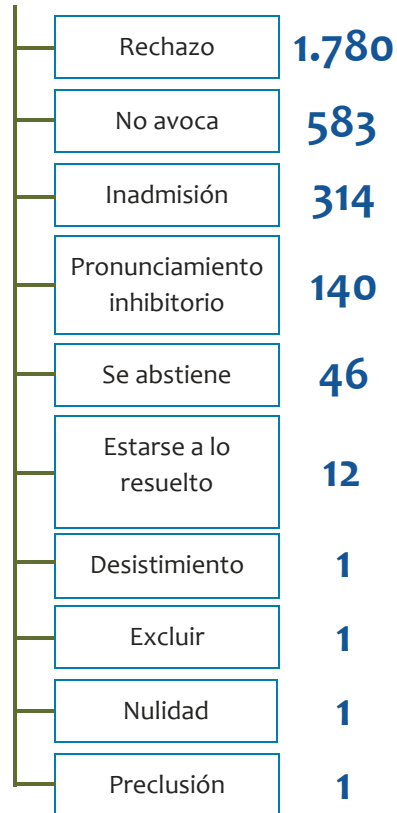 Rechazo 1.780
No avoca 583
Inadmisión 314
Pronunciamiento
inhibitorio 140
Se abstiene 46
Estarse a lo
resuelto 12
Desistimiento 1
Excluir 1
Nulidad 1
Preclusión 1